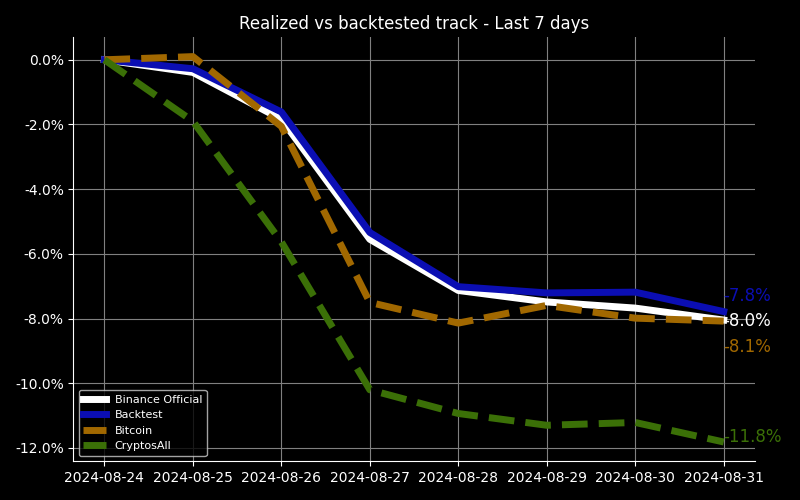 Realized vs backtested track - Last 7 days
0.0%
-2.0%
-4.0%
-6.0%
-8.0%
-10.0%
-12.0%
-7.8%
-8.0%
-8.1%
-11.8%
Binance Official
Backtest
Bitcoin
CryptosAll
2024-08-24 2024-08-25 2024-08-26 2024-08-27 2024-08-28 2024-08-29 2024-08-30 2024-08-31